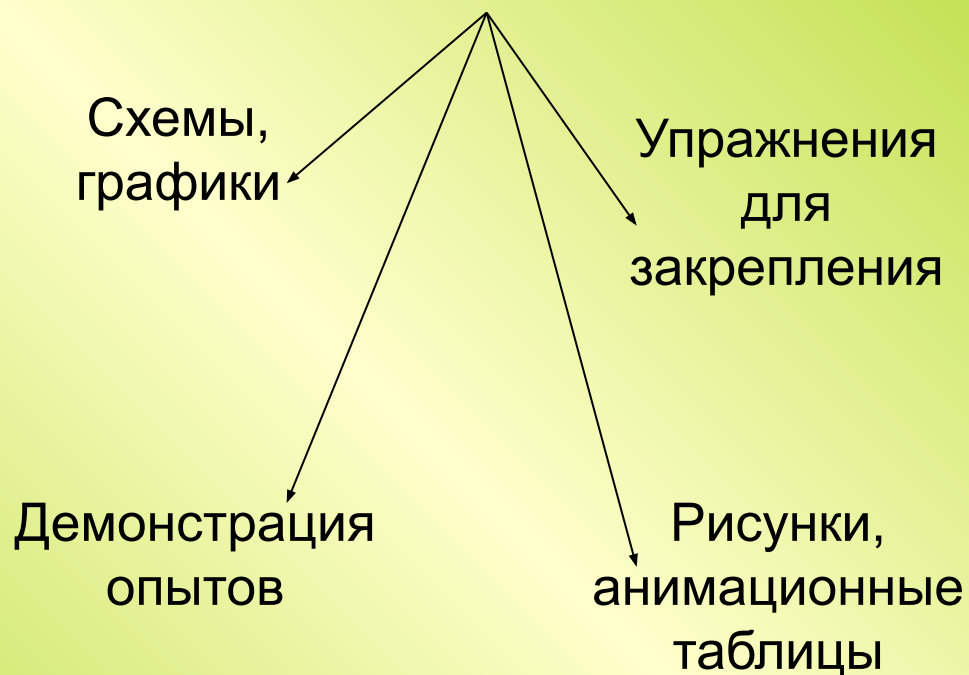 Схемы,
графики
Упражнения
для
закрепления
Демонстрация
опытов
Рисунки,
анимационные
таблицы